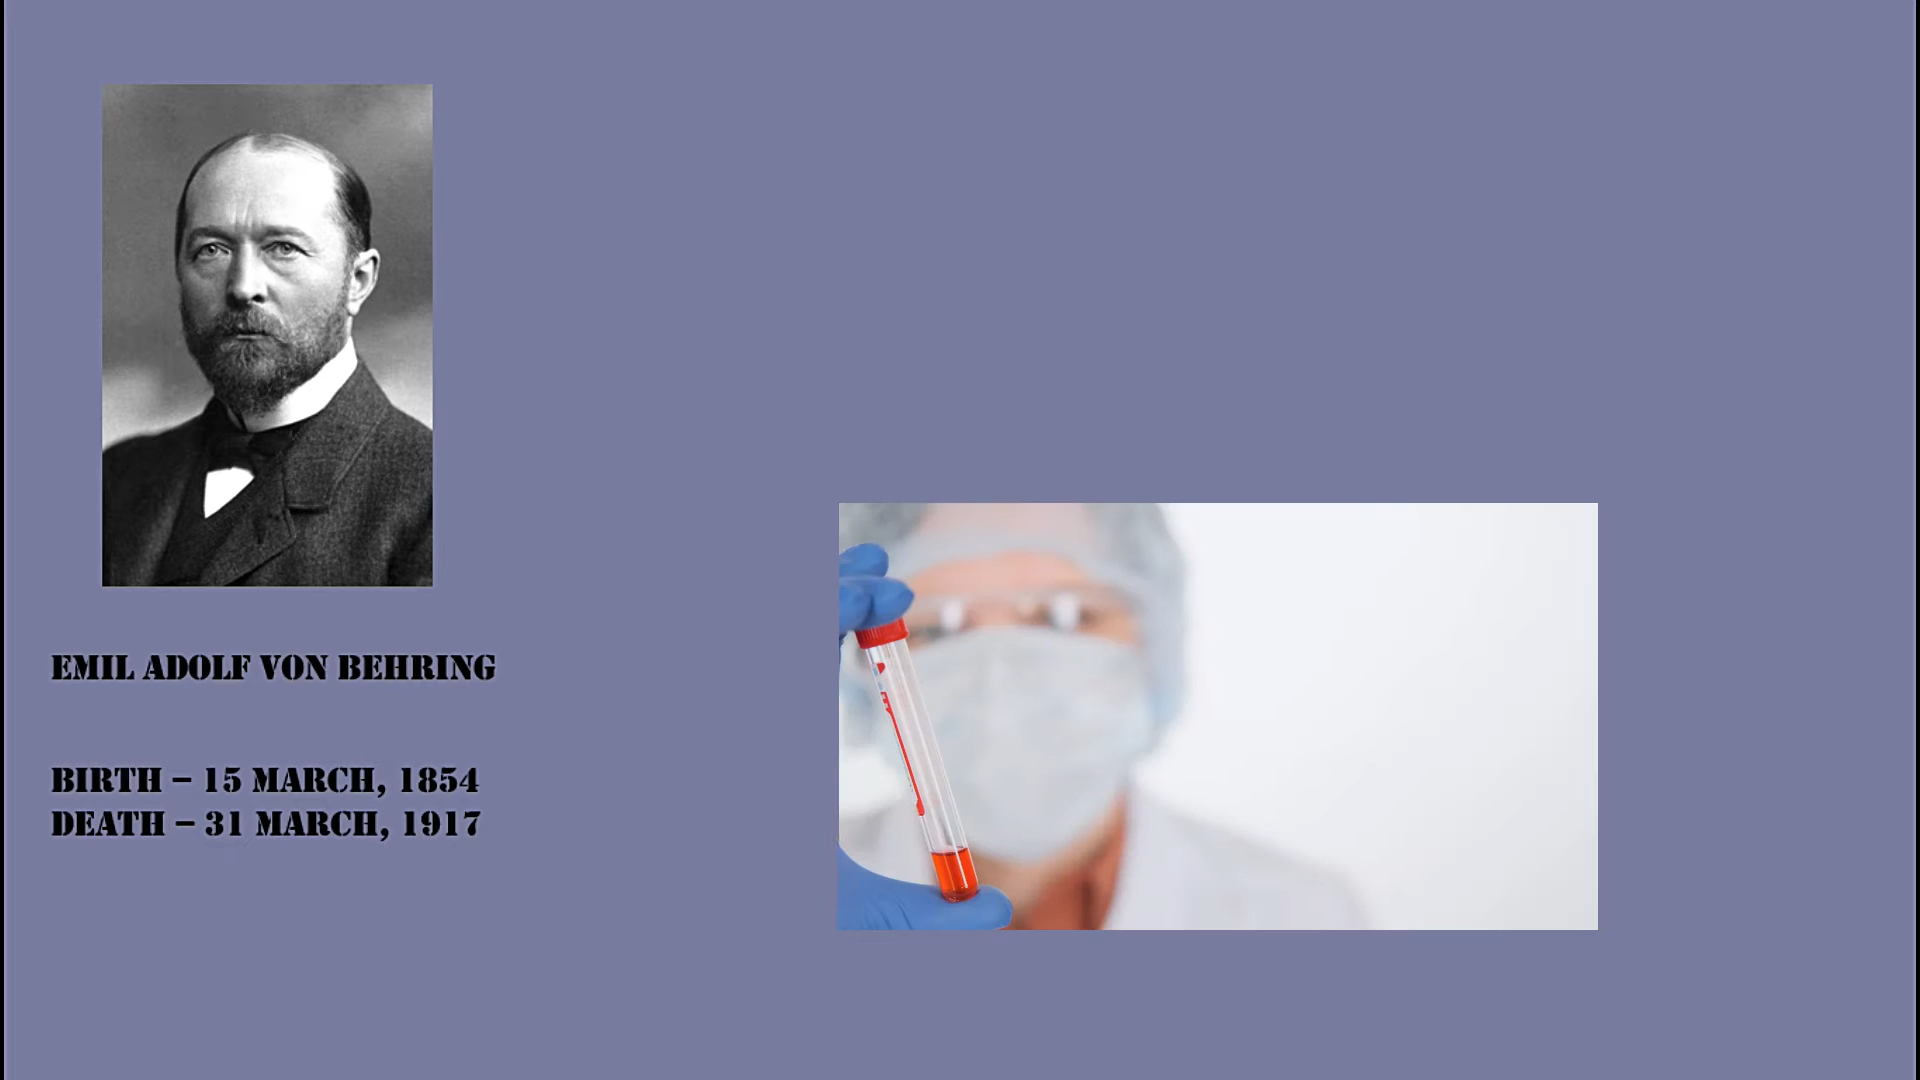 EMIL ADOLF VON BEHRING
BIRTH – 15 MARCH, 1854
DEATH – 31 MARCH, 1917